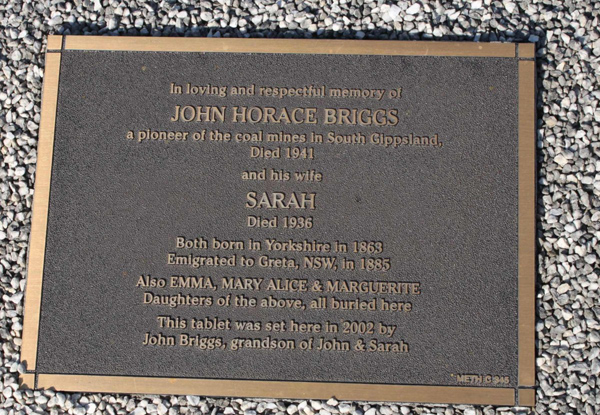 In loving and respectful memory of
JOHN HORACE BRIGGS
a pioneer of the coal mines in South Gippsland,
Died 1941
and his wife
SARAH
Died 1936
Both born in Yorkshire in 1863
Emigrated to Greta, NSW, in 1885
Also EMMA, MARY ALICE & MARGUERITE
Daughters of the above, all buried here
This tablet was set here in 2002 by
John Briggs, grandson of John & Sarah
METH C 345